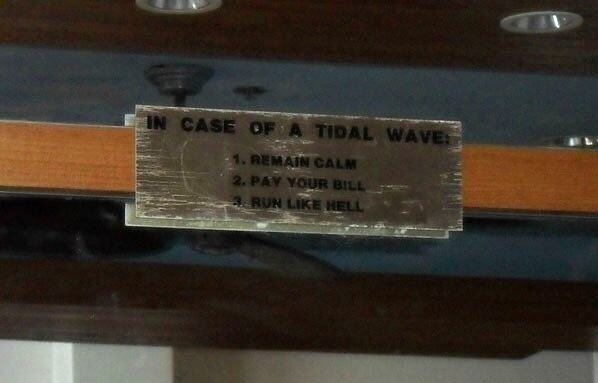 IN CASE OF A TIDAL WAVE:
1. REMAIN CALM
2. PAY YOUR BILL
3. RUN LIKE HELL